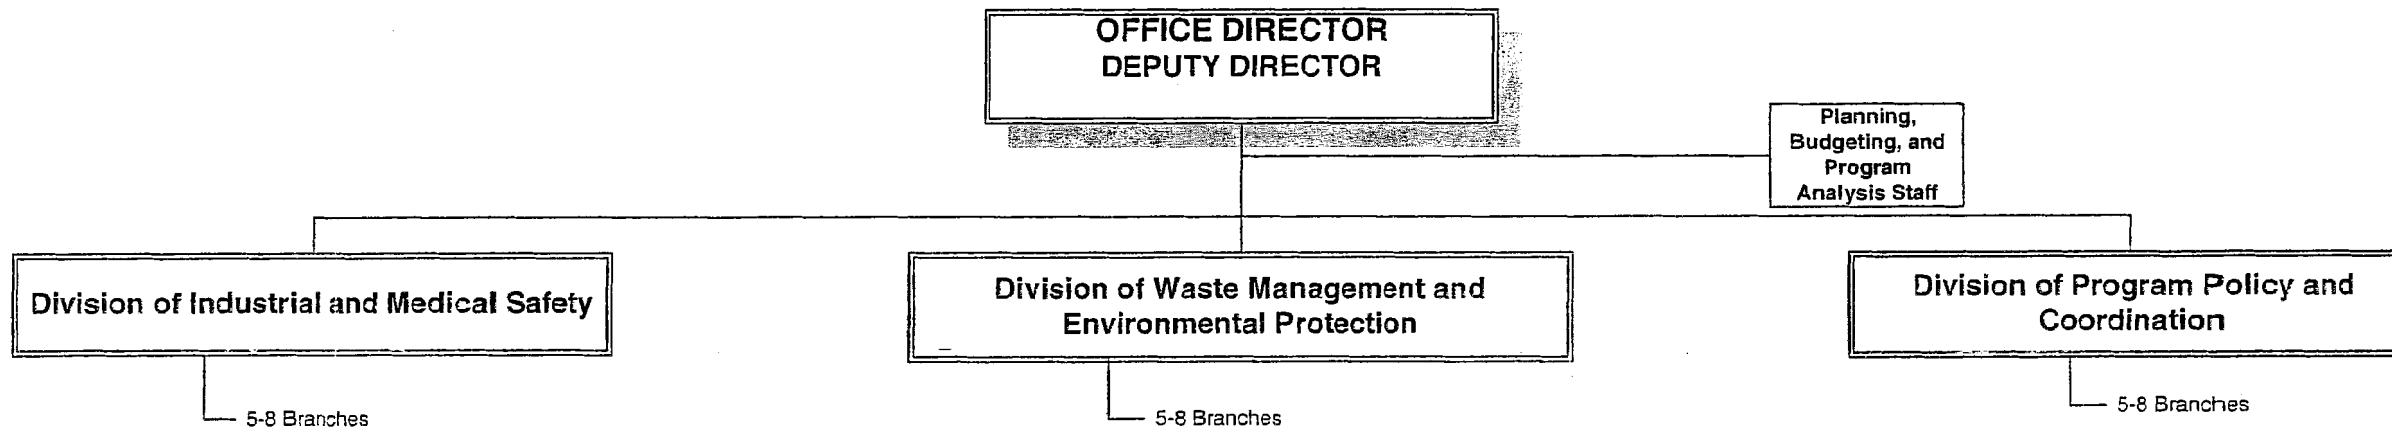 OFFICE DIRECTOR
DEPUTY DIRECTOR
Planning,
Budgeting, and
Program
Analysis Staff
Division of Industrial and Medical Safety
Division of Waste Management and
Environmental Protection
Division of Program Policy and
Coordination
5-8 Branches
5-8 Branches
5-8 Branches